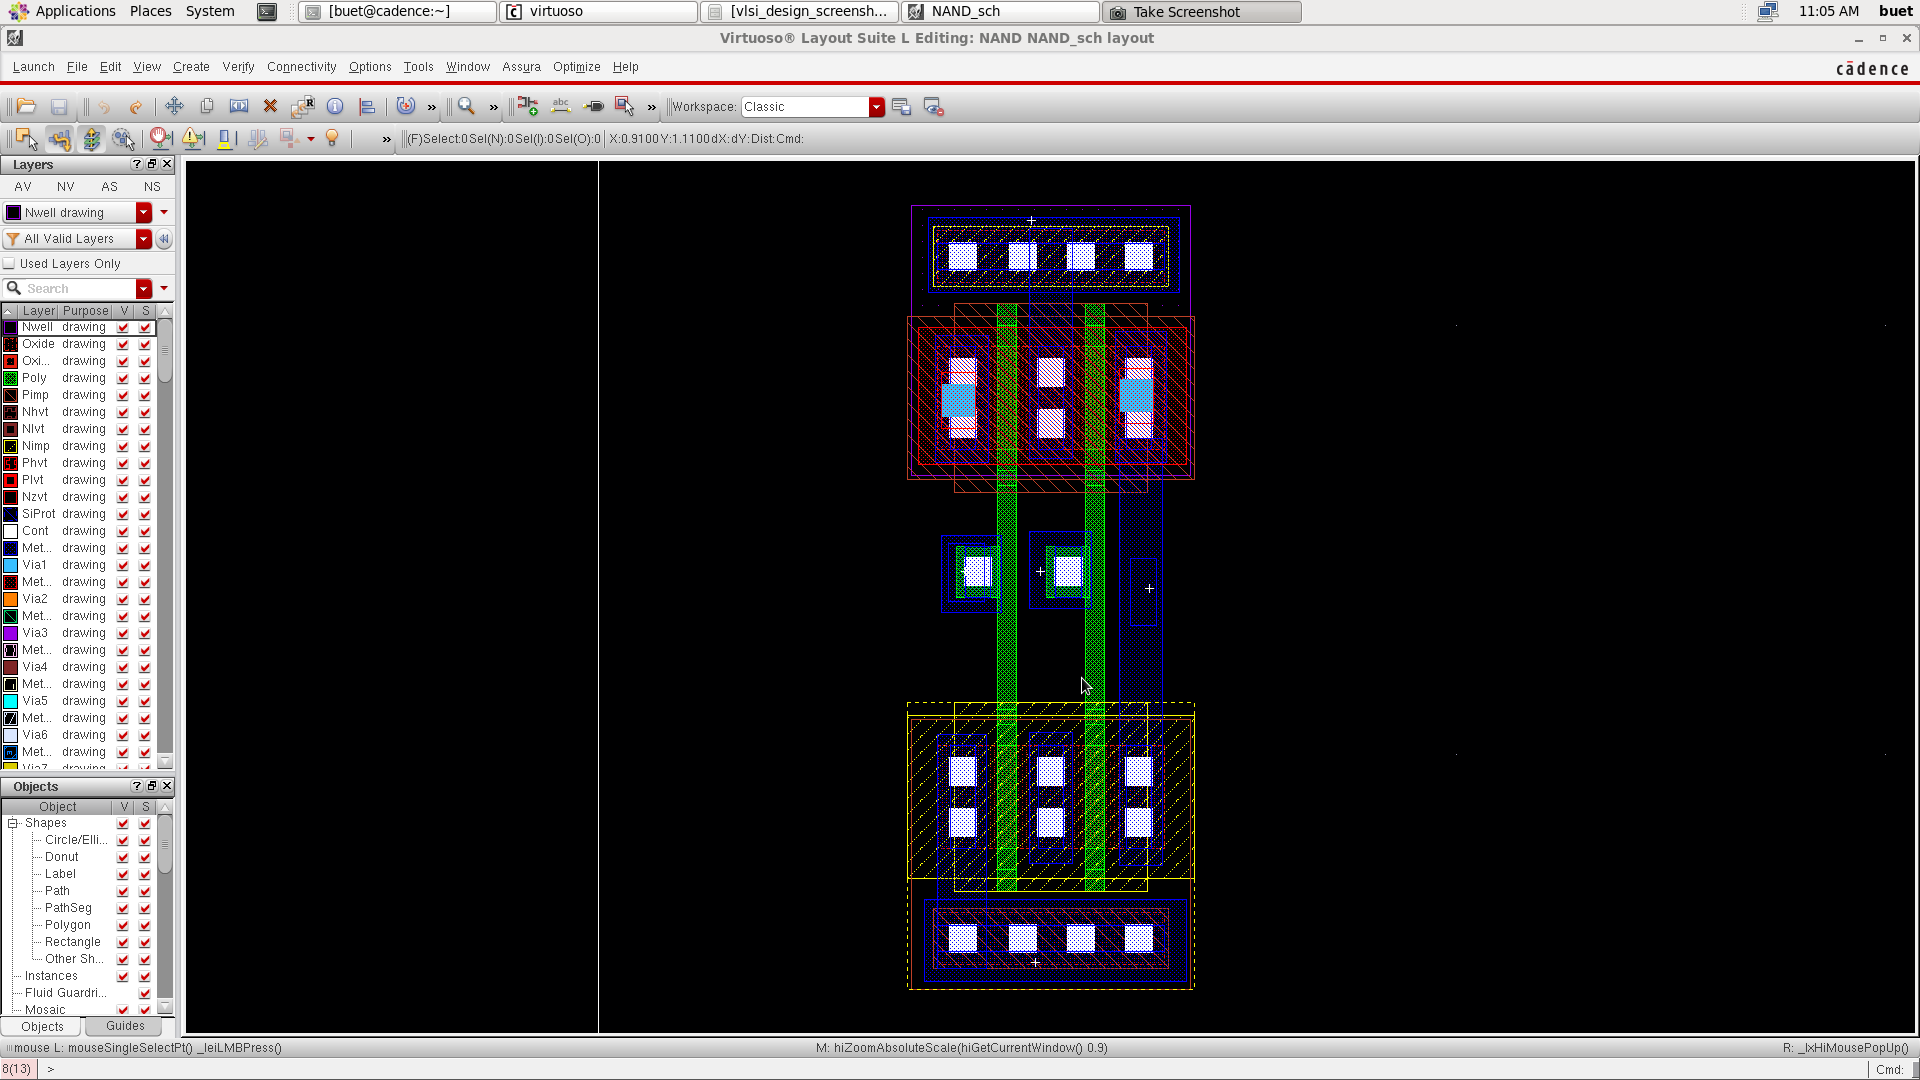 Applications Places System [buet@cadence:~] virtuoso [vlsi_design_screensh... NAND_sch Take Screenshot 11:05 AM buet
Virtuoso® Layout Suite L Editing: NAND NAND_sch layout
Launch File Edit View Create Verify Connectivity Options Tools Window Assura Optimize Help cādence
» » abc » Workspace: Classic
» (F)Select:0 Sel(N):0 Sel(I):0 Sel(O):0 X:0.9100 Y:1.1100 dX: dY: Dist: Cmd:
Layers
AV NV AS NS
Nwell drawing
All Valid Layers
Used Layers Only
Search
Layer Purpose V S
Nwell drawing
Oxide drawing
Oxi... drawing
Poly drawing
Pimp drawing
Nhvt drawing
Nlvt drawing
Nimp drawing
Phvt drawing
Plvt drawing
Nzvt drawing
SiProt drawing
Cont drawing
Met... drawing
Via1 drawing
Met... drawing
Via2 drawing
Met... drawing
Via3 drawing
Met... drawing
Via4 drawing
Met... drawing
Via5 drawing
Met... drawing
Via6 drawing
Met... drawing
Via7 drawing
Objects
Object V S
Shapes
Circle/Elli...
Donut
Label
Path
PathSeg
Polygon
Rectangle
Other Sh...
Instances
Fluid Guardri...
Mosaic
Objects Guides
mouse L: mouseSingleSelectPt() _leiLMBPress() M: hiZoomAbsoluteScale(hiGetCurrentWindow() 0.9) R: _lxHiMousePopUp()
8(13) > Cmd: